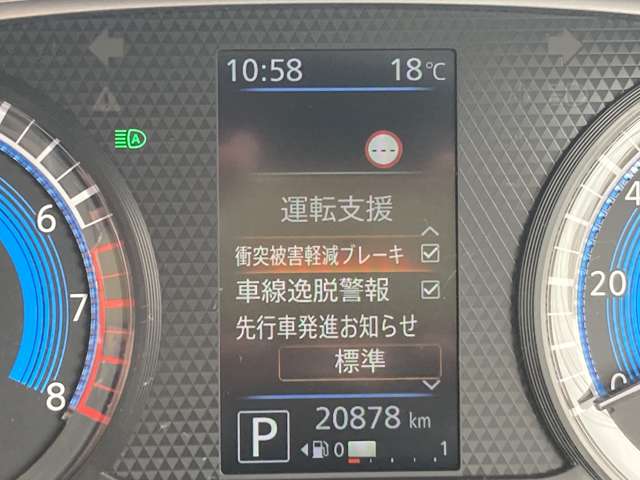 10:58 18℃
---
運転支援
衝突被害軽減ブレーキ
車線逸脱警報
先行車発進お知らせ
標準
P 20878 km
0 1
A
6
7
8
4
20
0